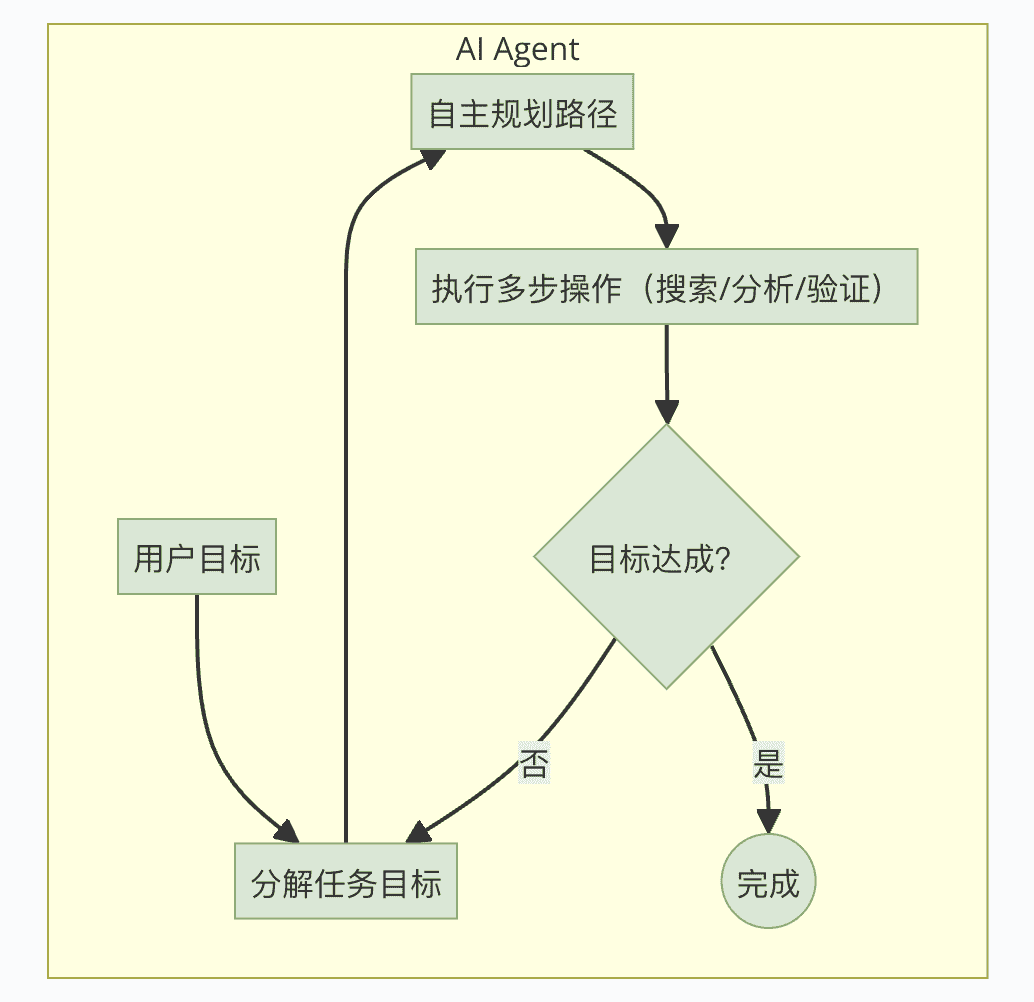 AI Agent
自主规划路径
执行多步操作（搜索/分析/验证）
目标达成?
用户目标
否
是
分解任务目标
完成